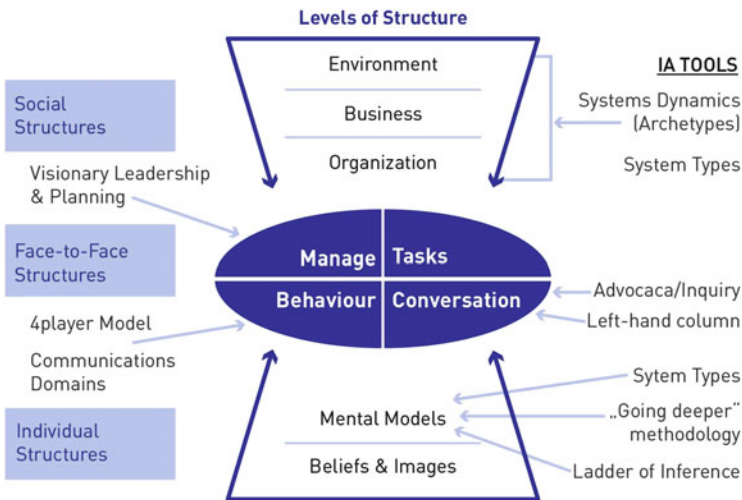 Levels of Structure
Environment
Business
Organization
IA TOOLS
Systems Dynamics
(Archetypes)
System Types
Social
Structures
Visionary Leadership
& Planning
Face-to-Face
Structures
Manage
Tasks
Behaviour
Conversation
Advocaca/Inquiry
Left-hand column
4player Model
Communications
Domains
Individual
Structures
Mental Models
Beliefs & Images
Sytem Types
„Going deeper“
methodology
Ladder of Inference